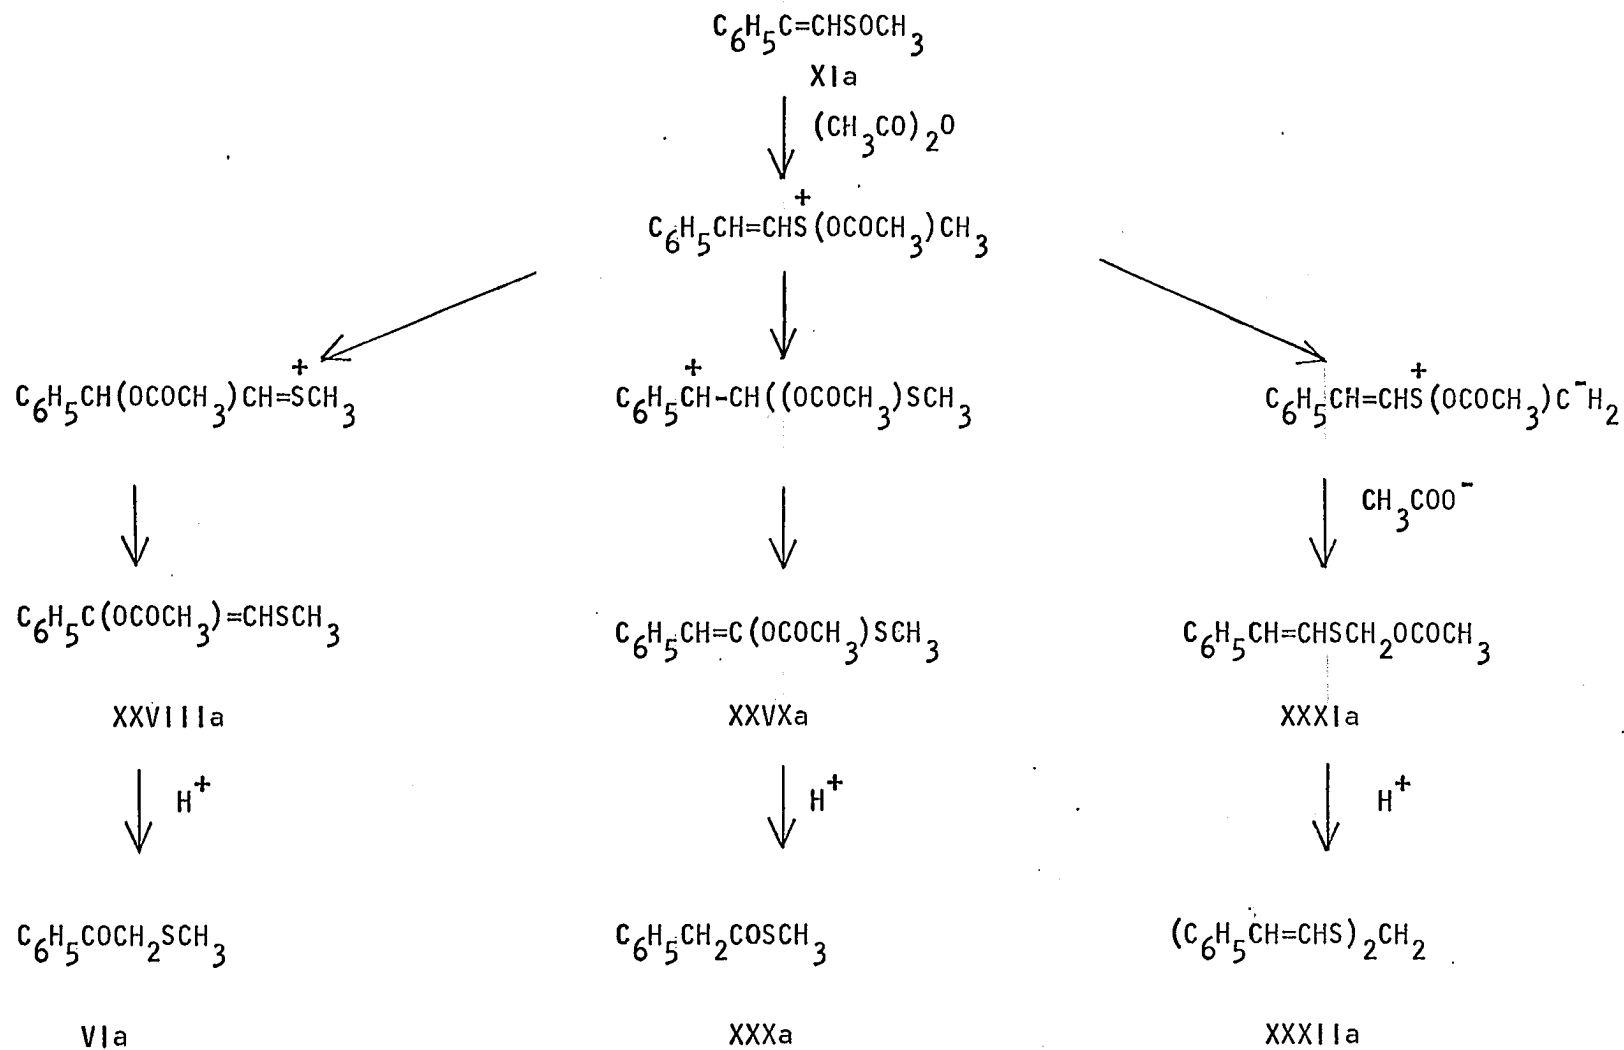 C6H5C=CHSOCH3
XIa
(CH3CO)2O
+
C6H5CH=CHS(OCOCH3)CH3
+ + +
C6H5CH(OCOCH3)CH=SCH3 C6H5CH-CH((OCOCH3)SCH3 C6H5CH=CHS(OCOCH3)C-H2
CH3COO-
C6H5C(OCOCH3)=CHSCH3 C6H5CH=C(OCOCH3)SCH3 C6H5CH=CHSCH2OCOCH3
XXVIIIa XXVXa XXXIa
H+ H+ H+
C6H5COCH2SCH3 C6H5CH2COSCH3 (C6H5CH=CHS)2CH2
VIa XXXa XXXIIa